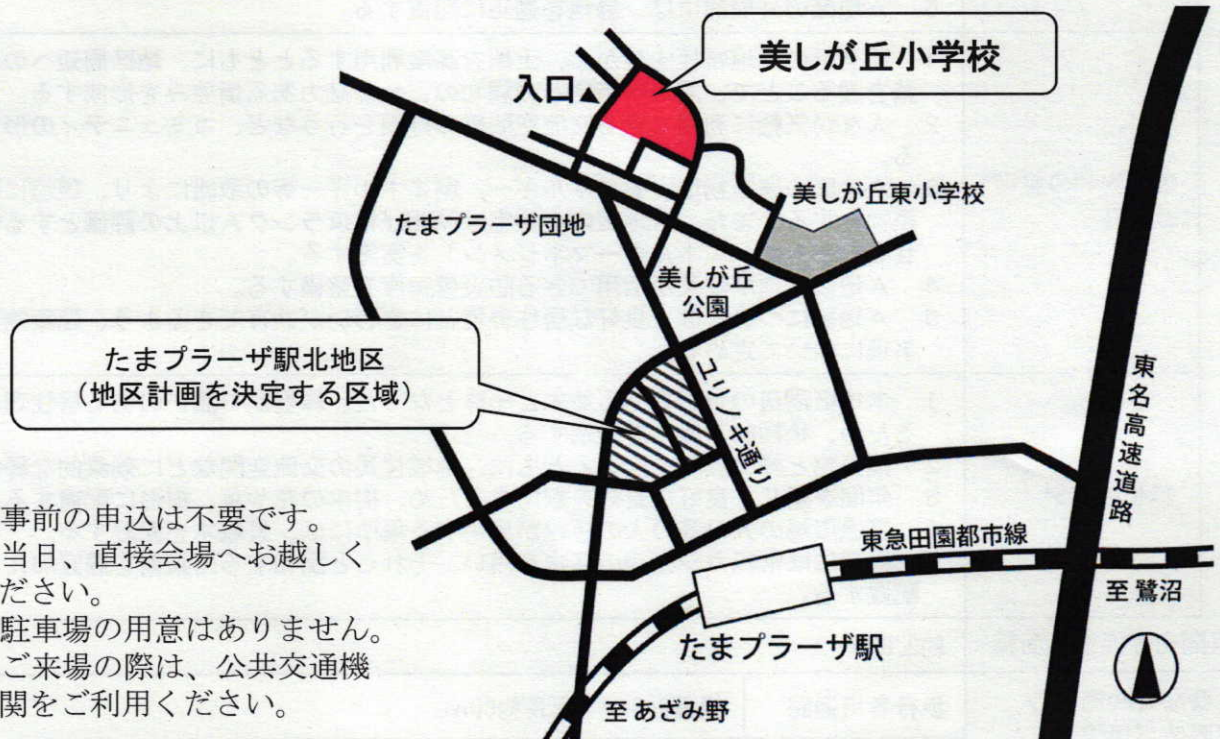 美しが丘小学校
入口▲
美しが丘東小学校
たまプラーザ団地
美しが丘
公園
たまプラーザ駅北地区
(地区計画を決定する区域)
ユリノキ通り
東名高速道路
事前の申込は不要です。
当日、直接会場へお越しく
ださい。
駐車場の用意はありません。
ご来場の際は、公共交通機
関をご利用ください。
東急田園都市線
至 鷺沼
たまプラーザ駅
至 あざみ野